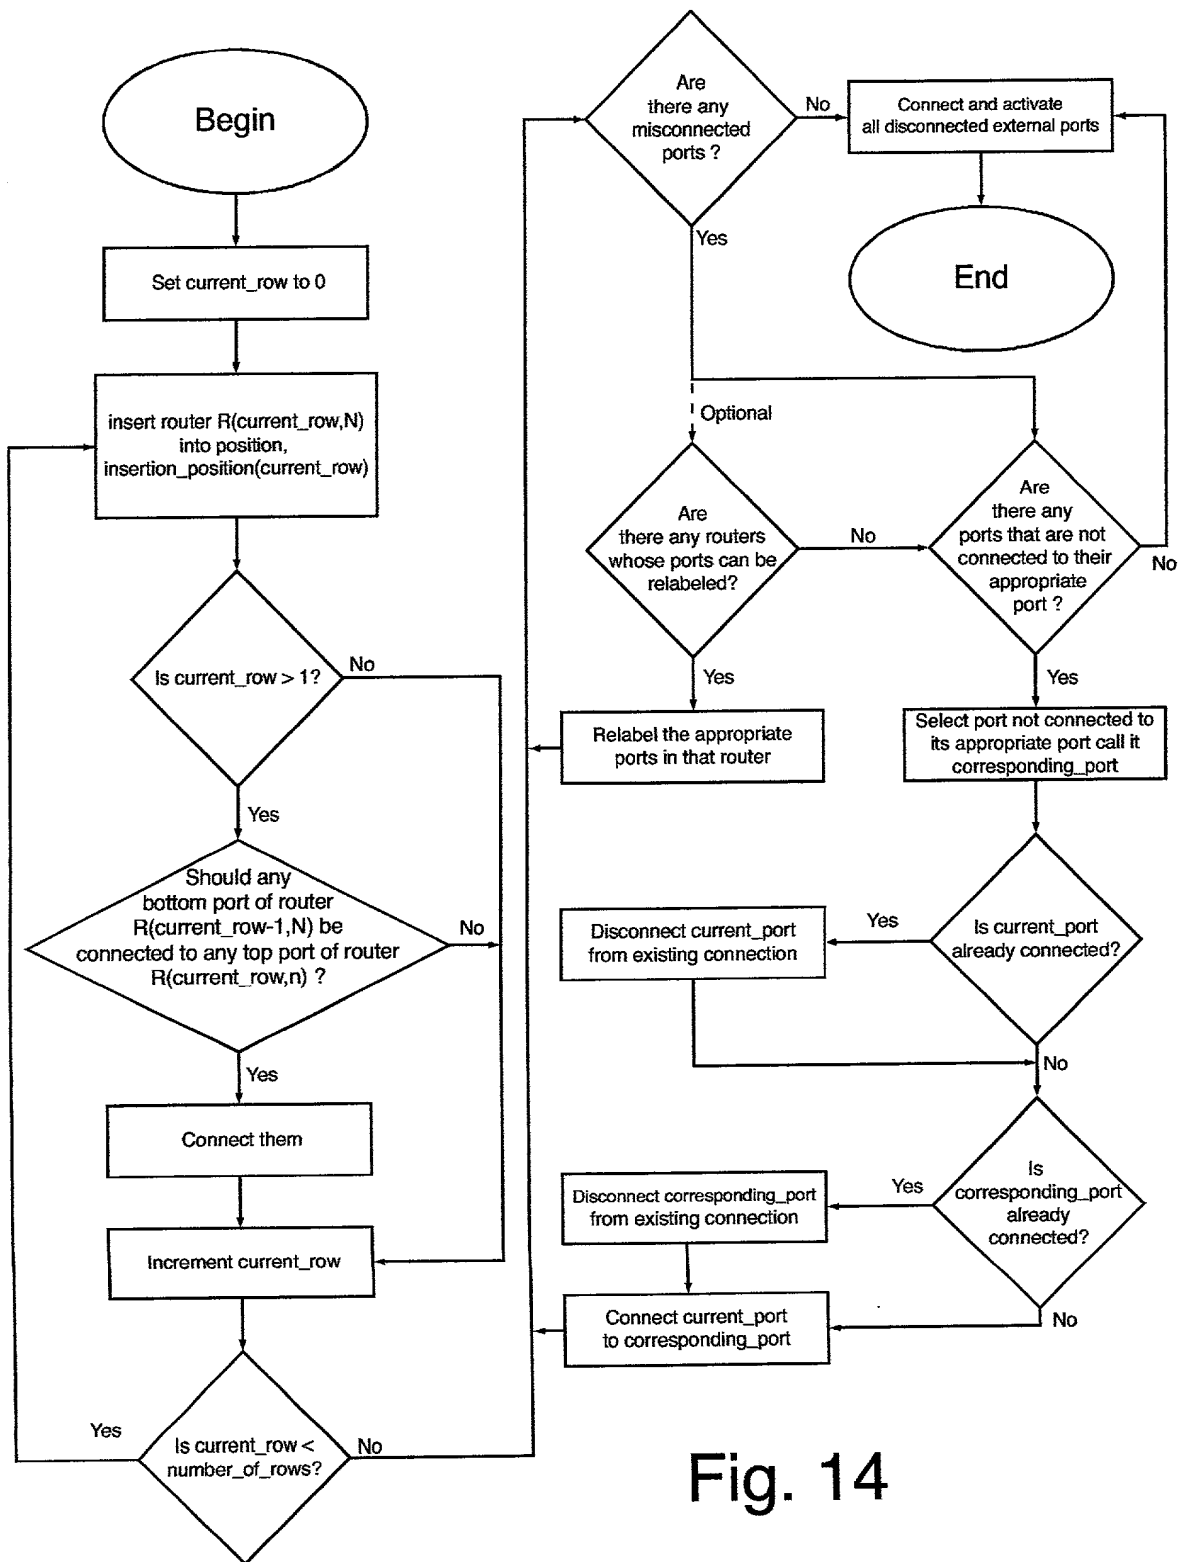 Begin
Set current_row to 0
insert router R(current_row,N)
into position,
insertion_position(current_row)
Is current_row > 1?
No
Yes
Should any
bottom port of router
R(current_row-1,N) be
connected to any top port of router
R(current_row,n) ?
No
Yes
Connect them
Increment current_row
Is current_row <
number_of_rows?
Yes
No
Are
there any
misconnected
ports ?
No
Yes
Connect and activate
all disconnected external ports
End
Optional
Are
there any routers
whose ports can be
relabeled?
No
Yes
Relabel the appropriate
ports in that router
Are
there any
ports that are not
connected to their
appropriate
port ?
No
Yes
Select port not connected to
its appropriate port call it
corresponding_port
Is current_port
already connected?
Yes
No
Disconnect current_port
from existing connection
Is
corresponding_port
already
connected?
Yes
No
Disconnect corresponding_port
from existing connection
Connect current_port
to corresponding_port
Fig. 14